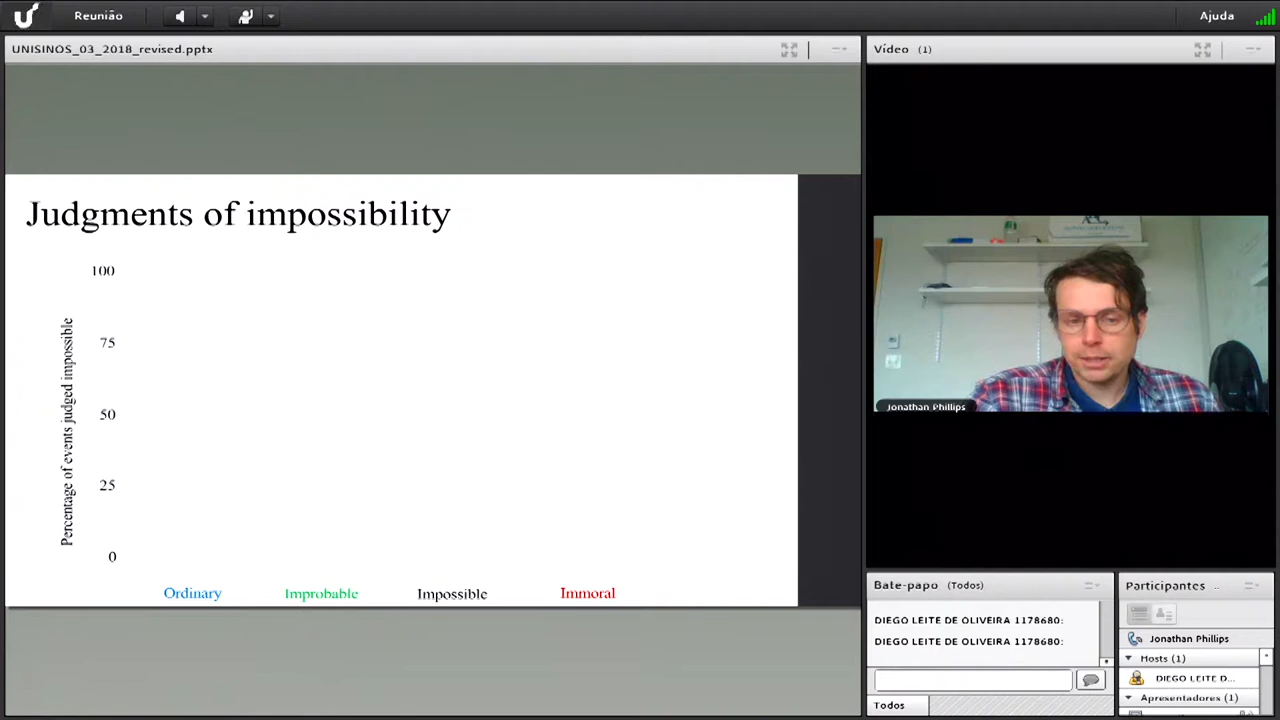 Reunião
Ajuda
UNISINOS_03_2018_revised.pptx
Judgments of impossibility
100
75
50
25
0
Percentage of events judged impossible
Ordinary Improbable Impossible Immoral
Vídeo (1)
Jonathan Phillips
Bate-papo (Todos)
DIEGO LEITE DE OLIVEIRA 1178680:
DIEGO LEITE DE OLIVEIRA 1178680:
Todos
Participantes ..
Jonathan Phillips
Hosts (1)
DIEGO LEITE D...
Apresentadores (1)